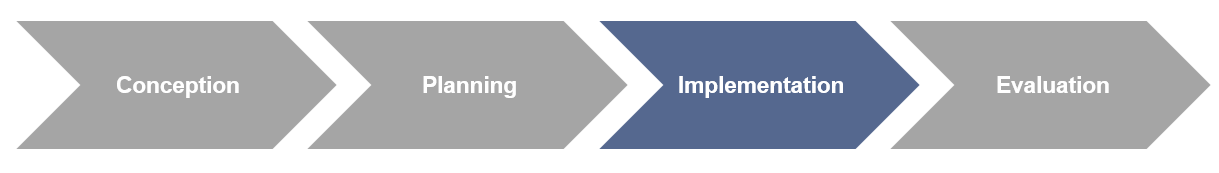 Conception
Planning
Implementation
Evaluation